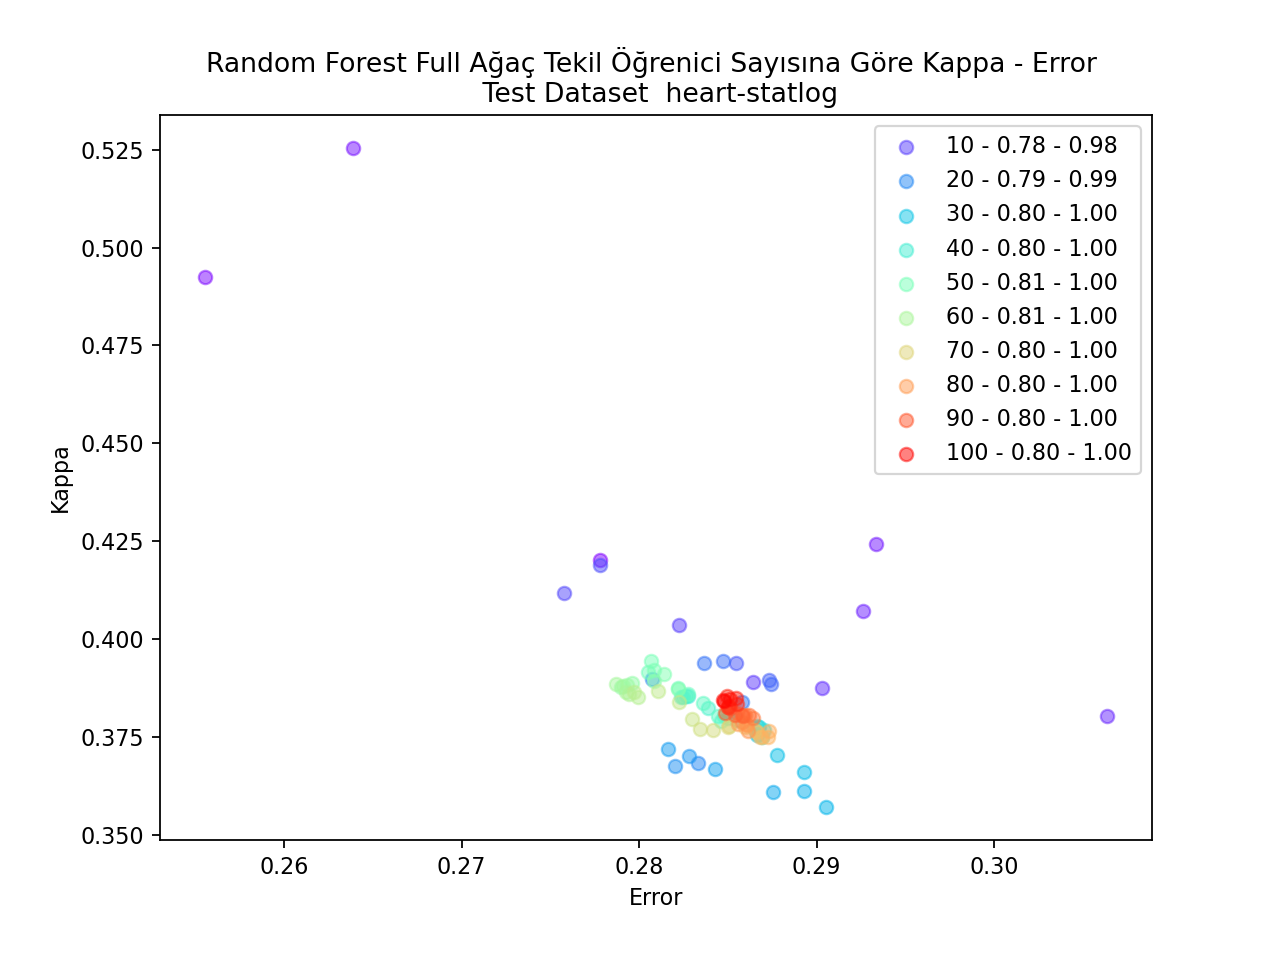 Random Forest Full Ağaç Tekil Öğrenici Sayısına Göre Kappa - Error
Test Dataset  heart-statlog
10 - 0.78 - 0.98
20 - 0.79 - 0.99
30 - 0.80 - 1.00
40 - 0.80 - 1.00
50 - 0.81 - 1.00
60 - 0.81 - 1.00
70 - 0.80 - 1.00
80 - 0.80 - 1.00
90 - 0.80 - 1.00
100 - 0.80 - 1.00
Kappa
0.525
0.500
0.475
0.450
0.425
0.400
0.375
0.350
0.26
0.27
0.28
0.29
0.30
Error